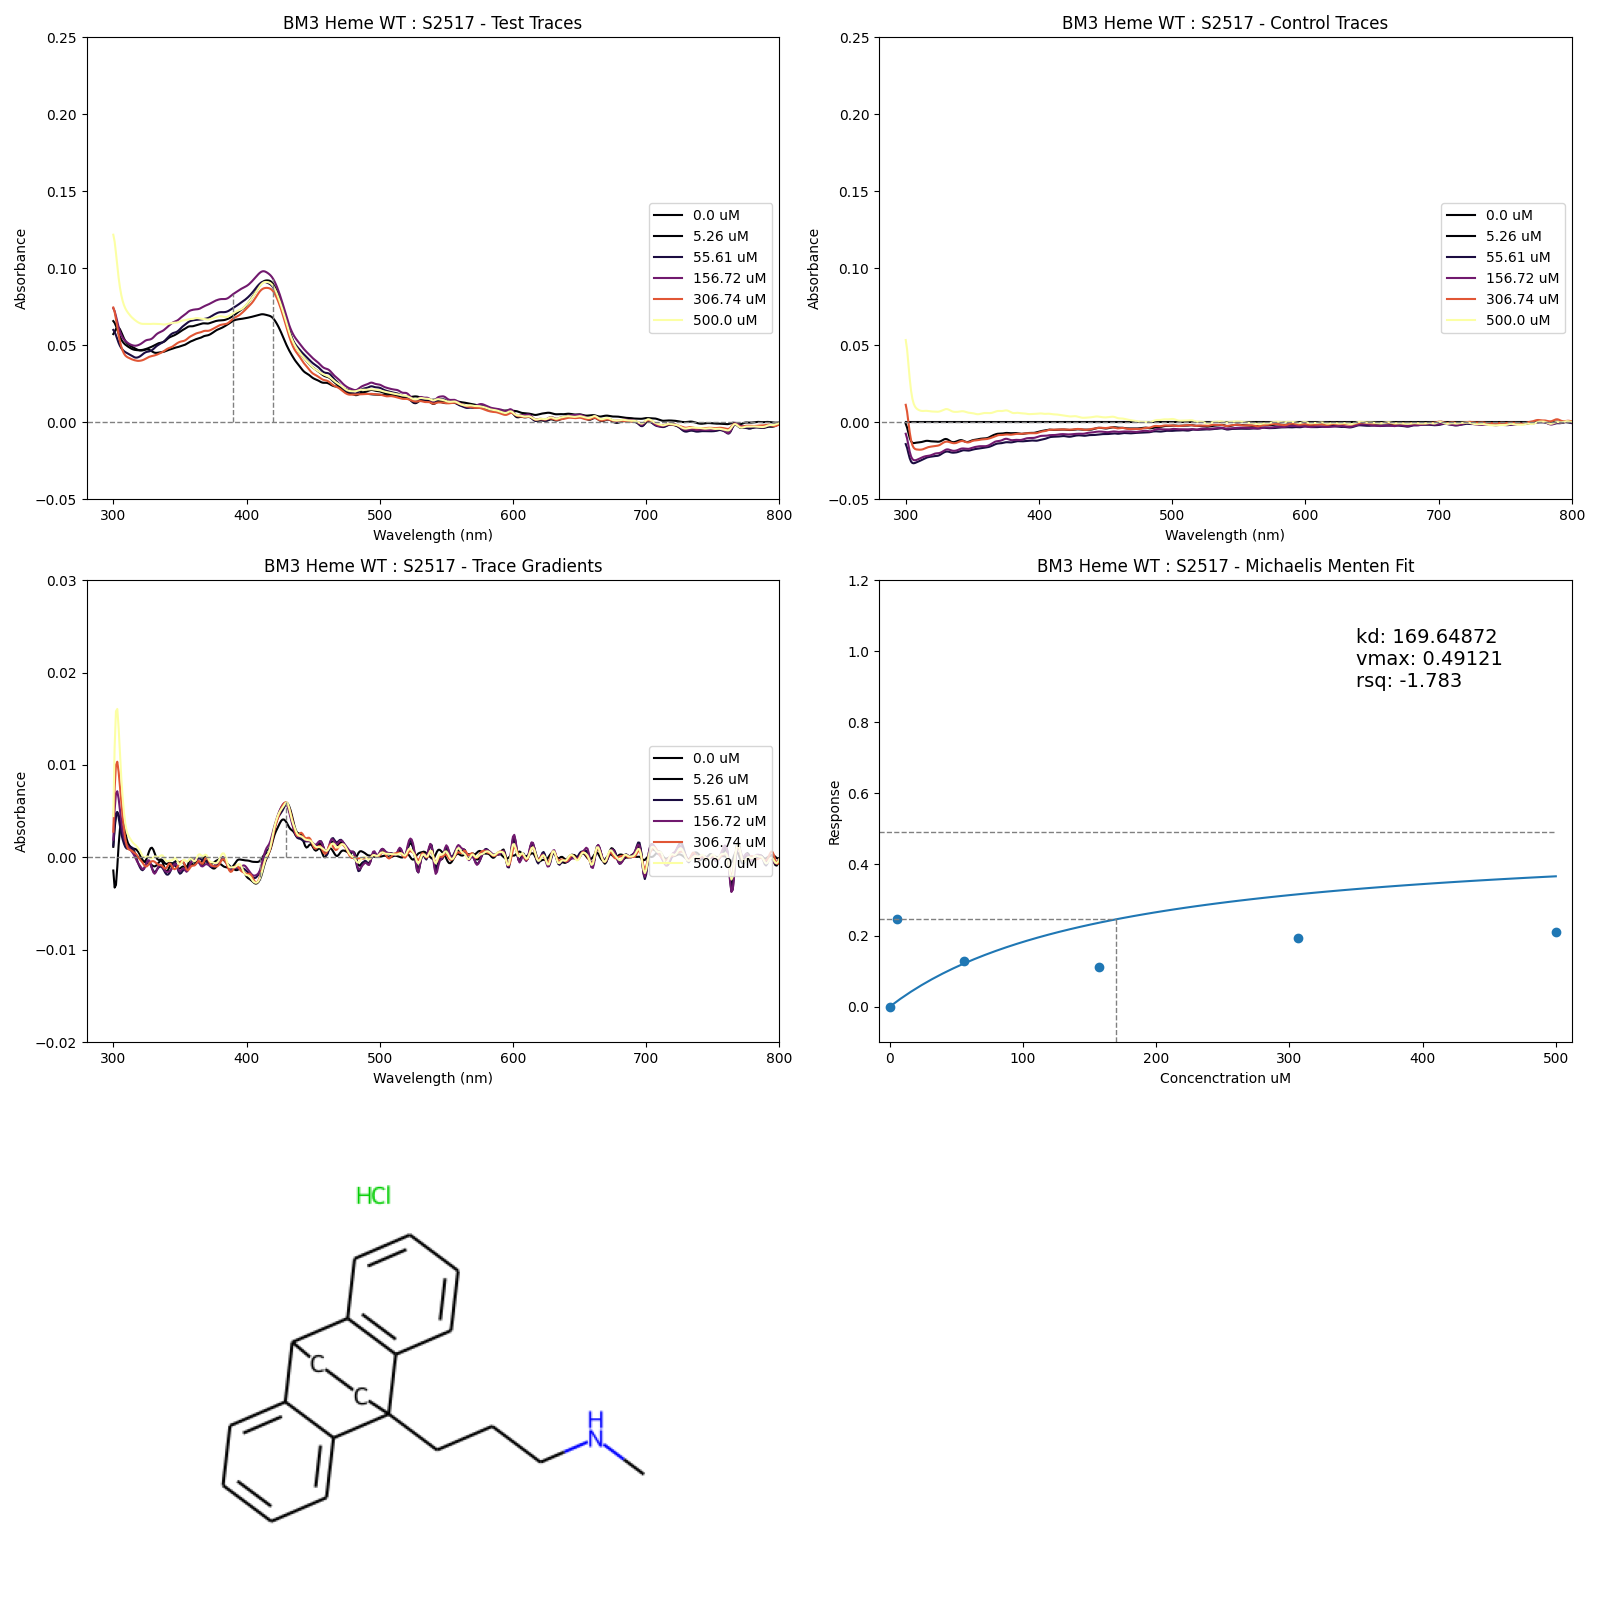 BM3 Heme WT : S2517 - Test Traces
0.25
0.20
0.15
0.10
0.05
0.00
−0.05
Absorbance
300
400
500
600
700
800
Wavelength (nm)
0.0 uM
5.26 uM
55.61 uM
156.72 uM
306.74 uM
500.0 uM
BM3 Heme WT : S2517 - Control Traces
0.25
0.20
0.15
0.10
0.05
0.00
−0.05
Absorbance
300
400
500
600
700
800
Wavelength (nm)
0.0 uM
5.26 uM
55.61 uM
156.72 uM
306.74 uM
500.0 uM
BM3 Heme WT : S2517 - Trace Gradients
0.03
0.02
0.01
0.00
−0.01
−0.02
Absorbance
300
400
500
600
700
800
Wavelength (nm)
0.0 uM
5.26 uM
55.61 uM
156.72 uM
306.74 uM
500.0 uM
BM3 Heme WT : S2517 - Michaelis Menten Fit
1.2
1.0
0.8
0.6
0.4
0.2
0.0
Response
0
100
200
300
400
500
Concenctration uM
kd: 169.64872
vmax: 0.49121
rsq: -1.783
HCl
C
C
H
N